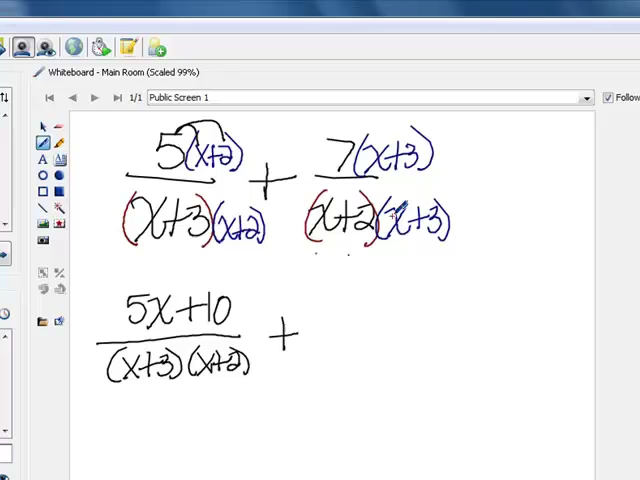 Whiteboard - Main Room (Scaled 99%)
1/1 Public Screen 1 Follow
A A
5(x+2) + 7(x+3)
(x+3)(x+2) (x+2)(x+3)
5x+10 +
(x+3)(x+2)